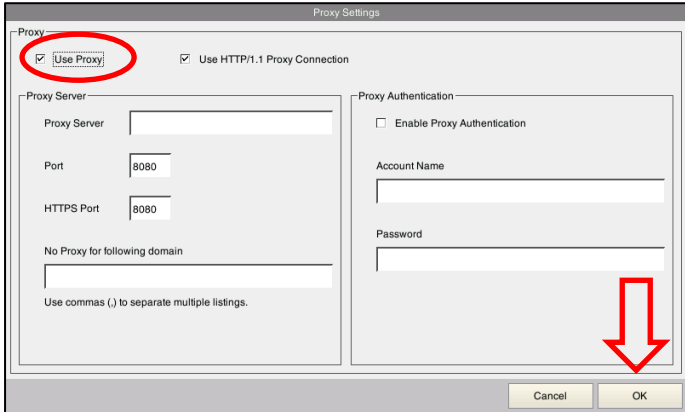 Proxy Settings
Proxy
Use Proxy
Use HTTP/1.1 Proxy Connection
Proxy Server
Proxy Server
Port
8080
HTTPS Port
8080
No Proxy for following domain
Use commas (,) to separate multiple listings.
Proxy Authentication
Enable Proxy Authentication
Account Name
Password
Cancel
OK